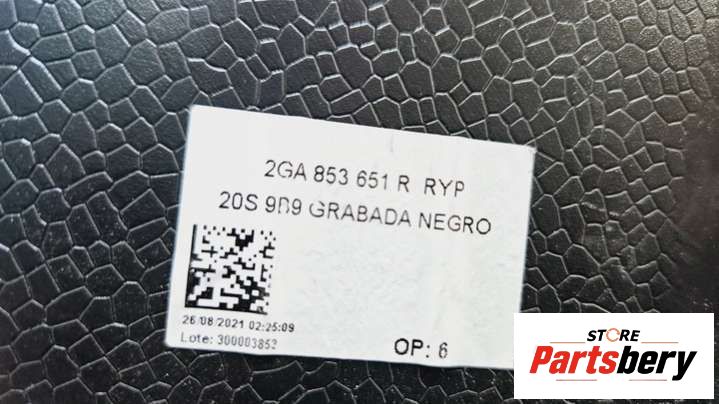 2GA 853 651 R RYP
20S 9B9 GRABADA NEGRO
26/08/2021 02:25:09
Lote: 300003852
OP: 6
STORE
Partsbery